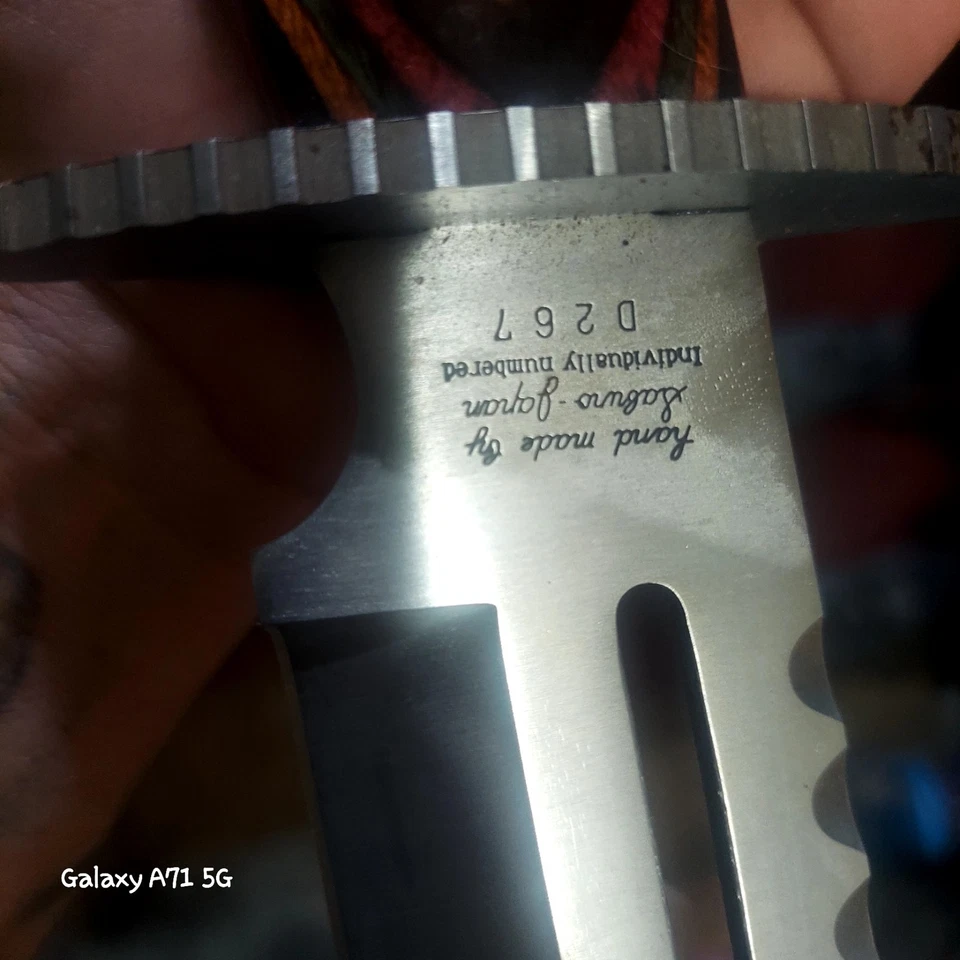 hand made by
Saburo - Japan
Individually numbered
D 2 6 7
Galaxy A71 5G